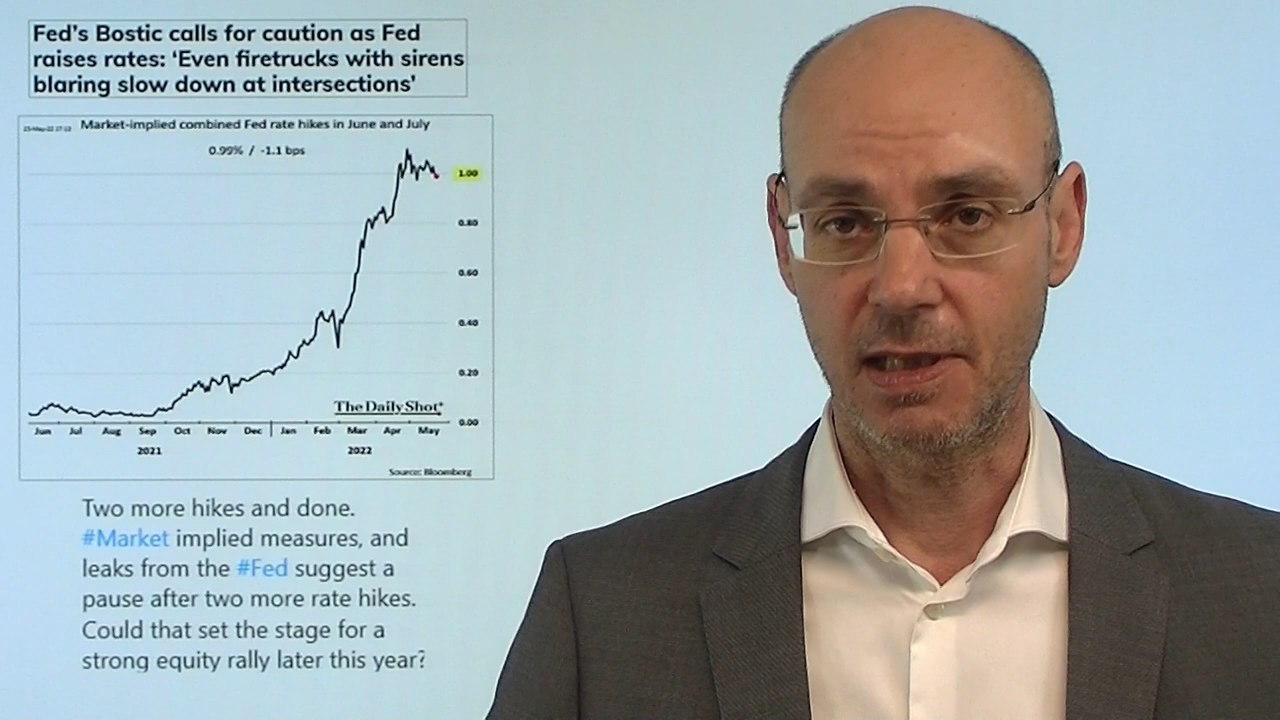 Fed's Bostic calls for caution as Fed
raises rates: 'Even firetrucks with sirens
blaring slow down at intersections'
Market-implied combined Fed rate hikes in June and July
0.99% / -1.1 bps
1.00
0.80
0.60
0.40
0.20
The Daily Shot
0.00
Jun Jul Aug Sep Oct Nov Dec Jan Feb Mar Apr May
2021 2022
Source: Bloomberg
Two more hikes and done.
#Market implied measures, and
leaks from the #Fed suggest a
pause after two more rate hikes.
Could that set the stage for a
strong equity rally later this year?